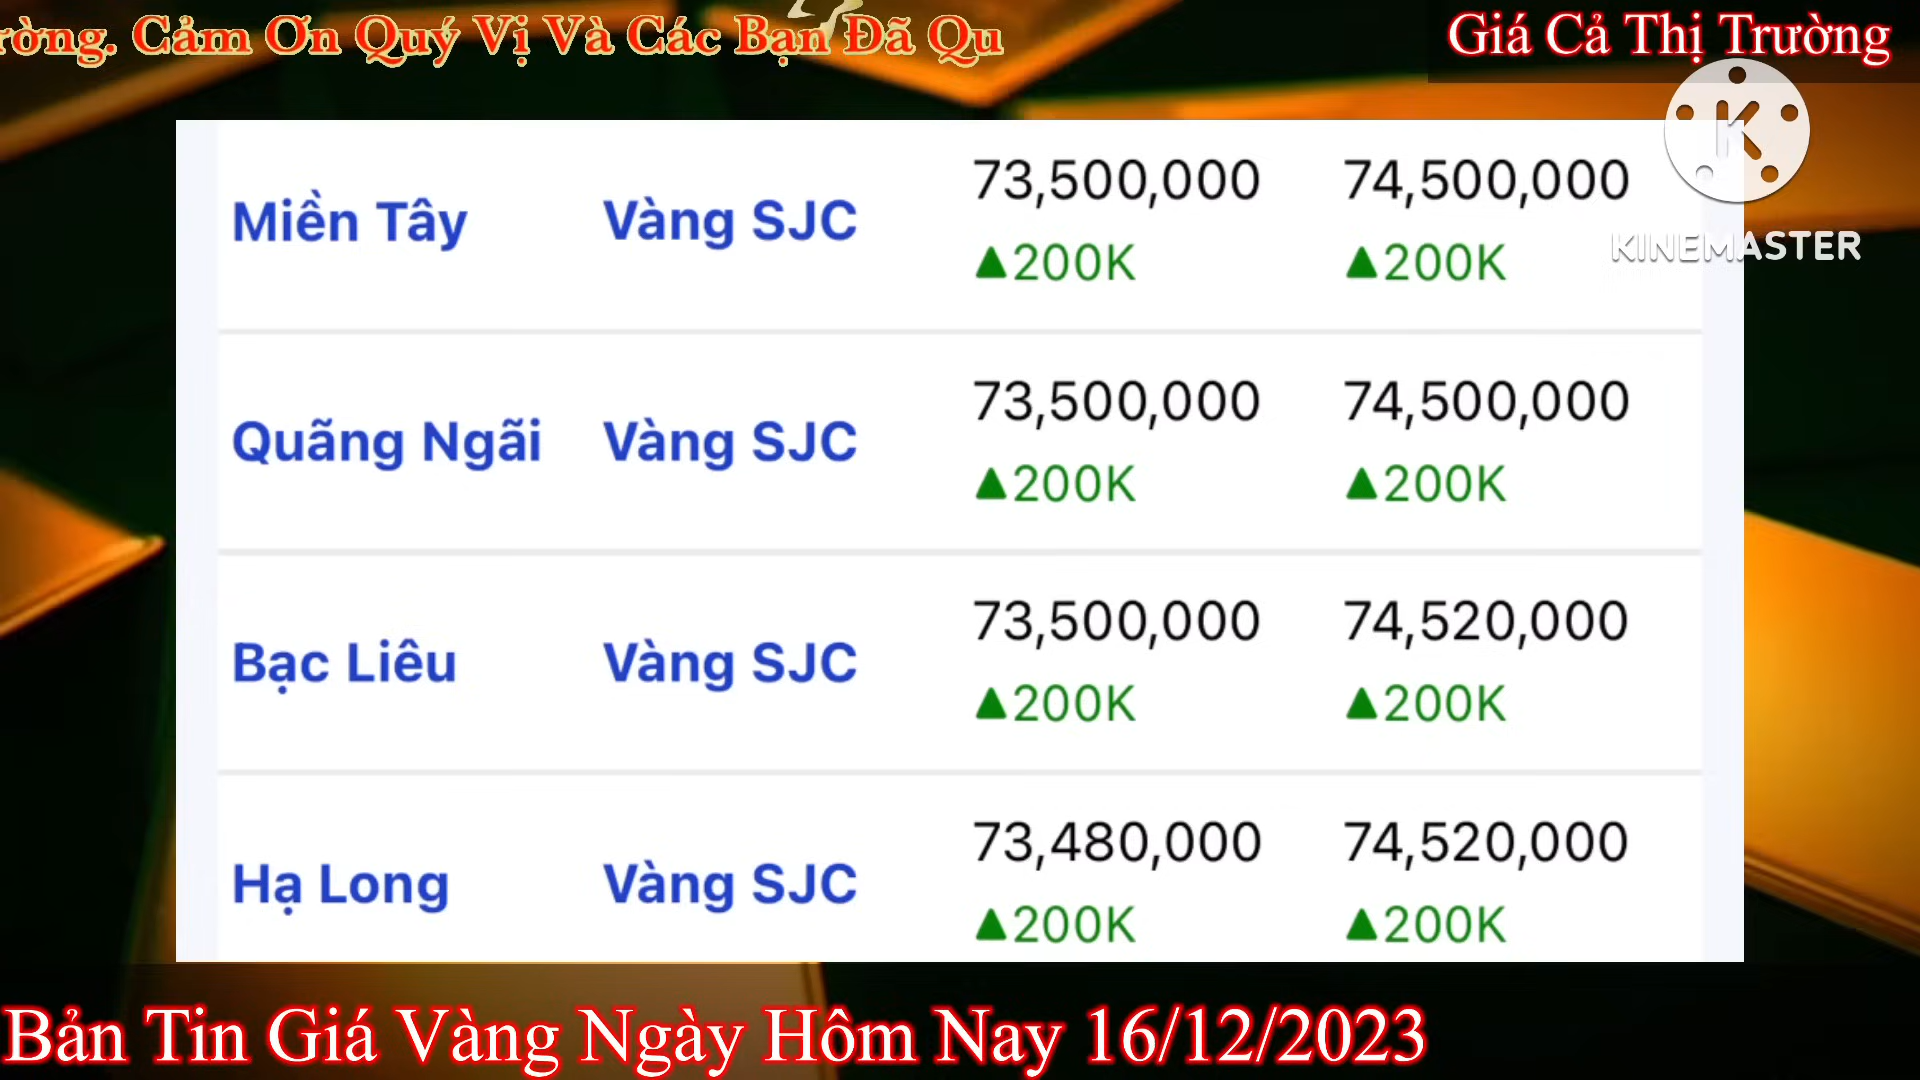 ờng. Cảm Ơn Quý Vị Và Các Bạn Đã Qu
Giá Cả Thị Trường
KINEMASTER
Miền Tây Vàng SJC 73,500,000 74,500,000
▲200K ▲200K
Quãng Ngãi Vàng SJC 73,500,000 74,500,000
▲200K ▲200K
Bạc Liêu Vàng SJC 73,500,000 74,520,000
▲200K ▲200K
Hạ Long Vàng SJC 73,480,000 74,520,000
▲200K ▲200K
Bản Tin Giá Vàng Ngày Hôm Nay 16/12/2023